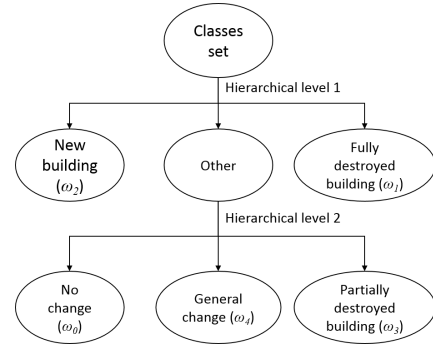 Classes
set
Hierarchical level 1
New
building
(ω2)
Other
Fully
destroyed
building (ω1)
Hierarchical level 2
No
change
(ω0)
General
change (ω4)
Partially
destroyed
building (ω3)